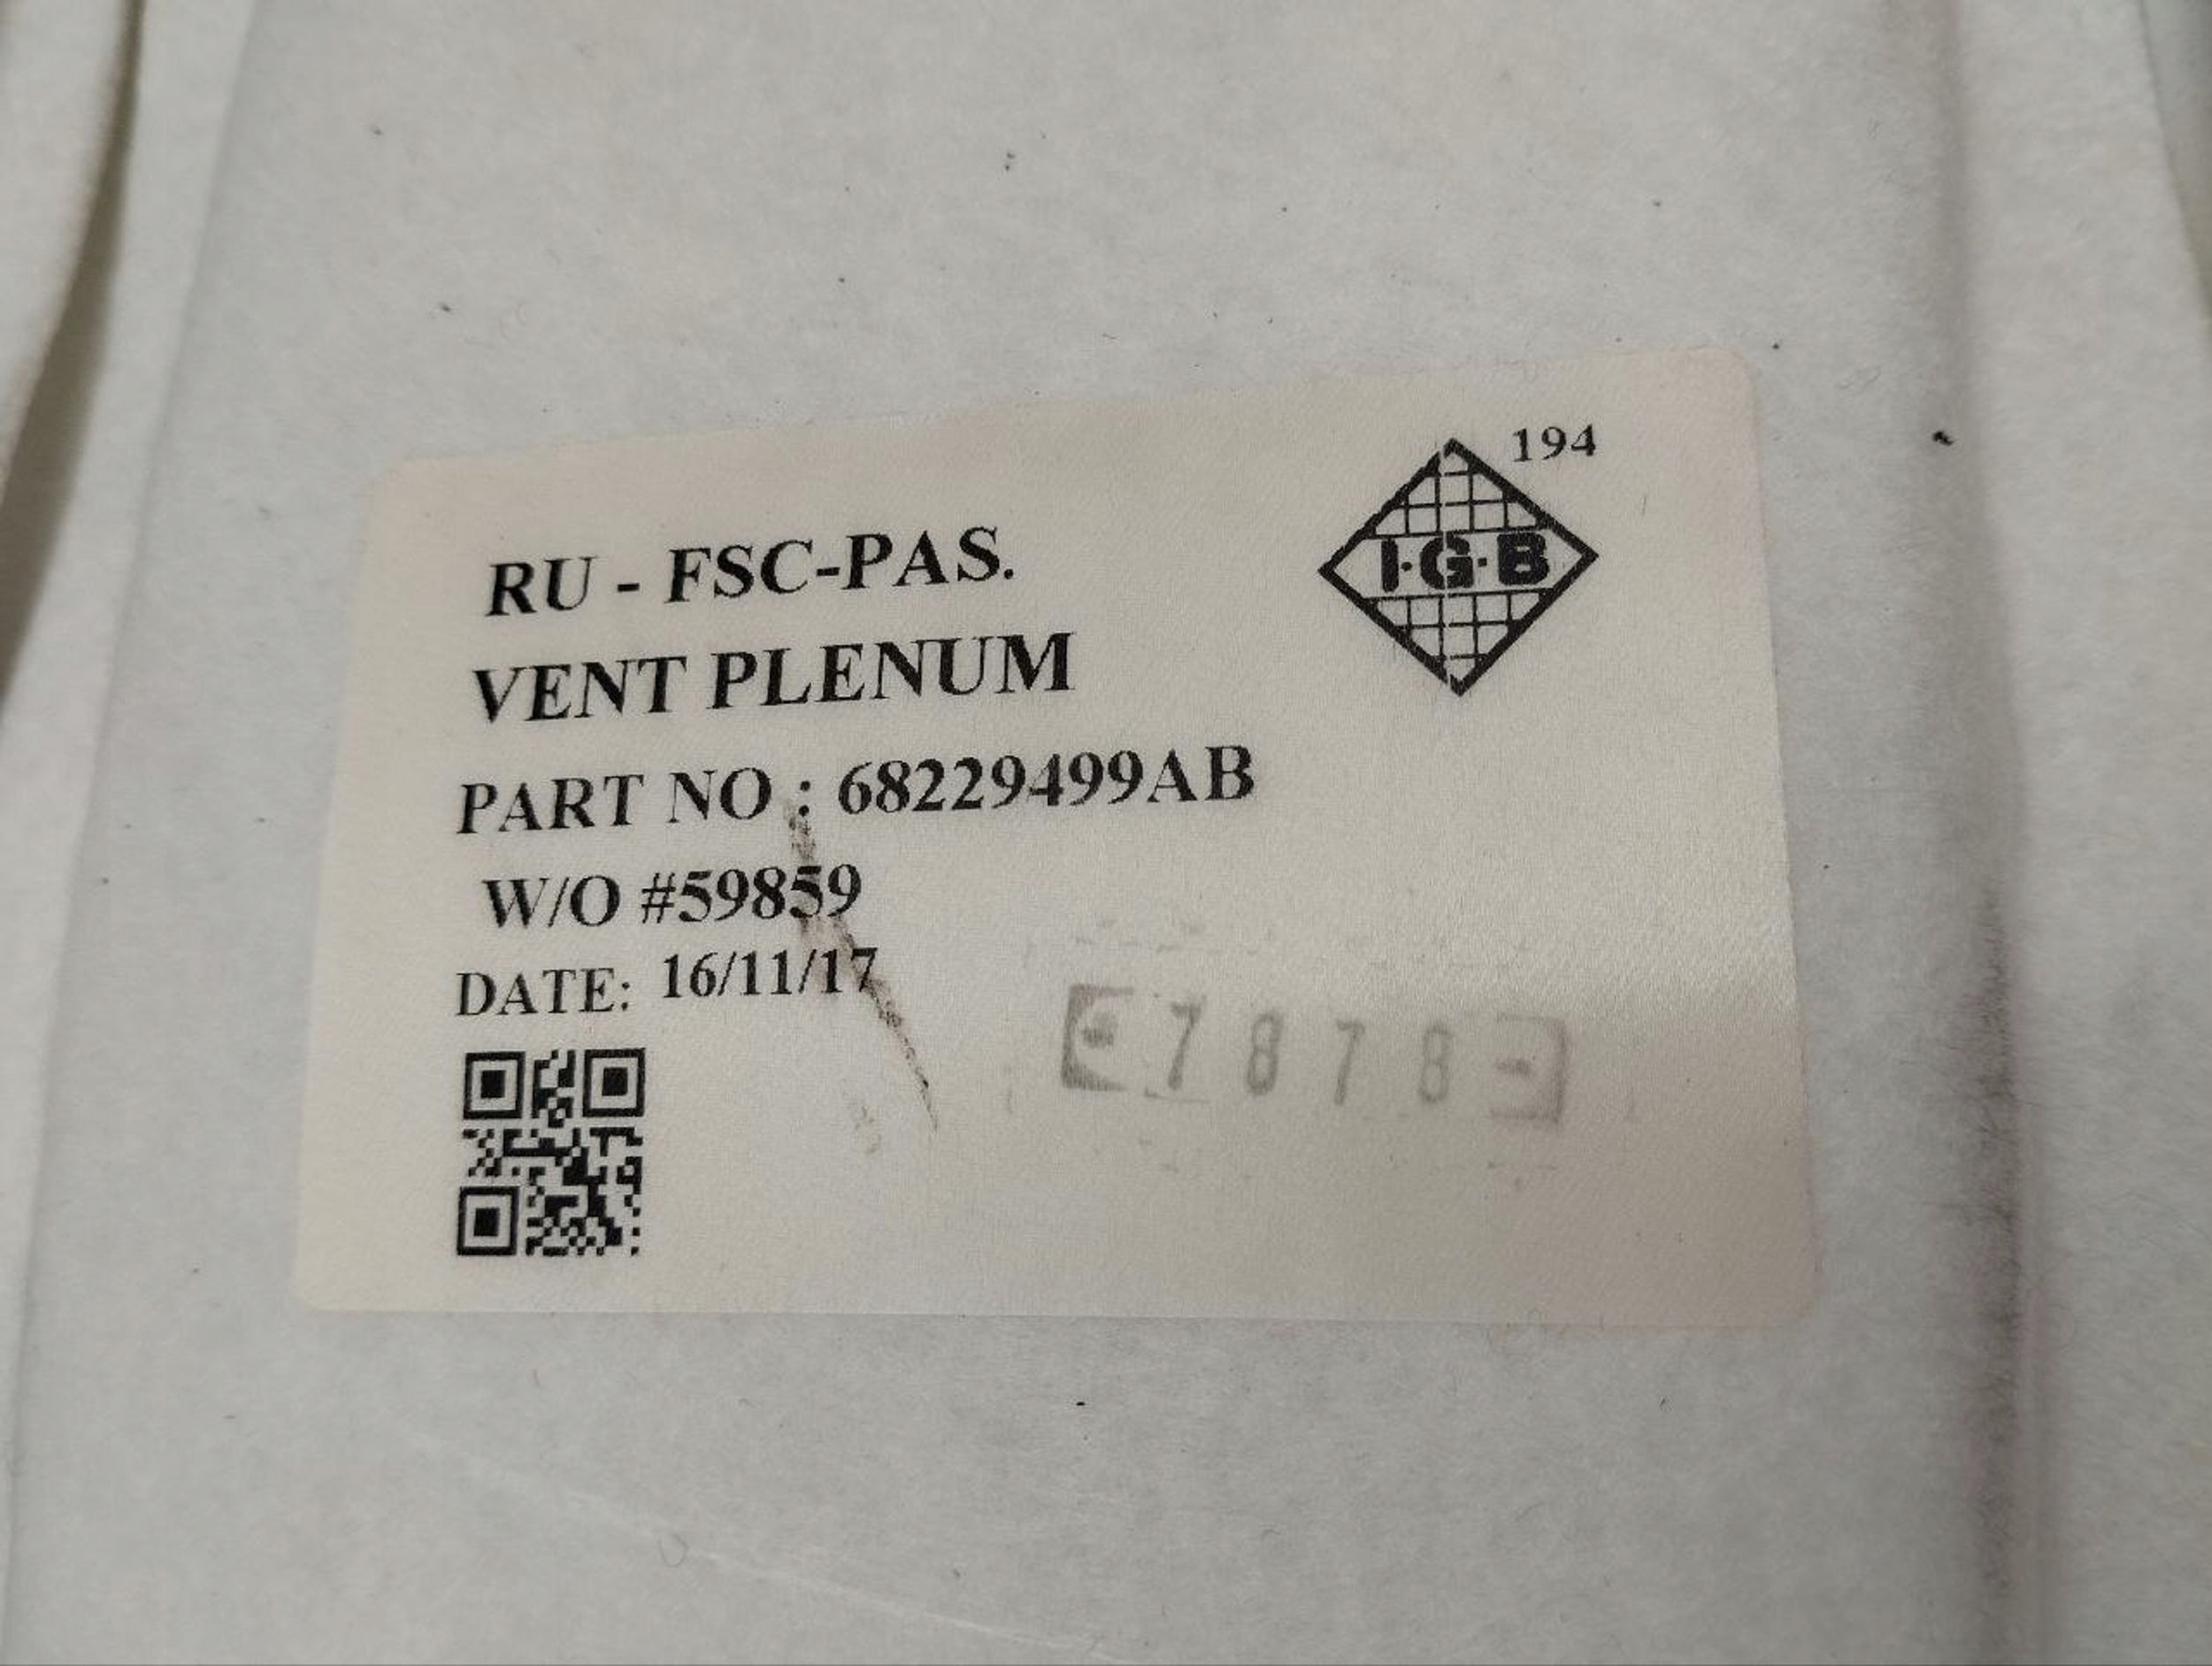 194
I·G·B
RU - FSC-PAS.
VENT PLENUM
PART NO : 68229499AB
W/O #59859
DATE: 16/11/17
7878